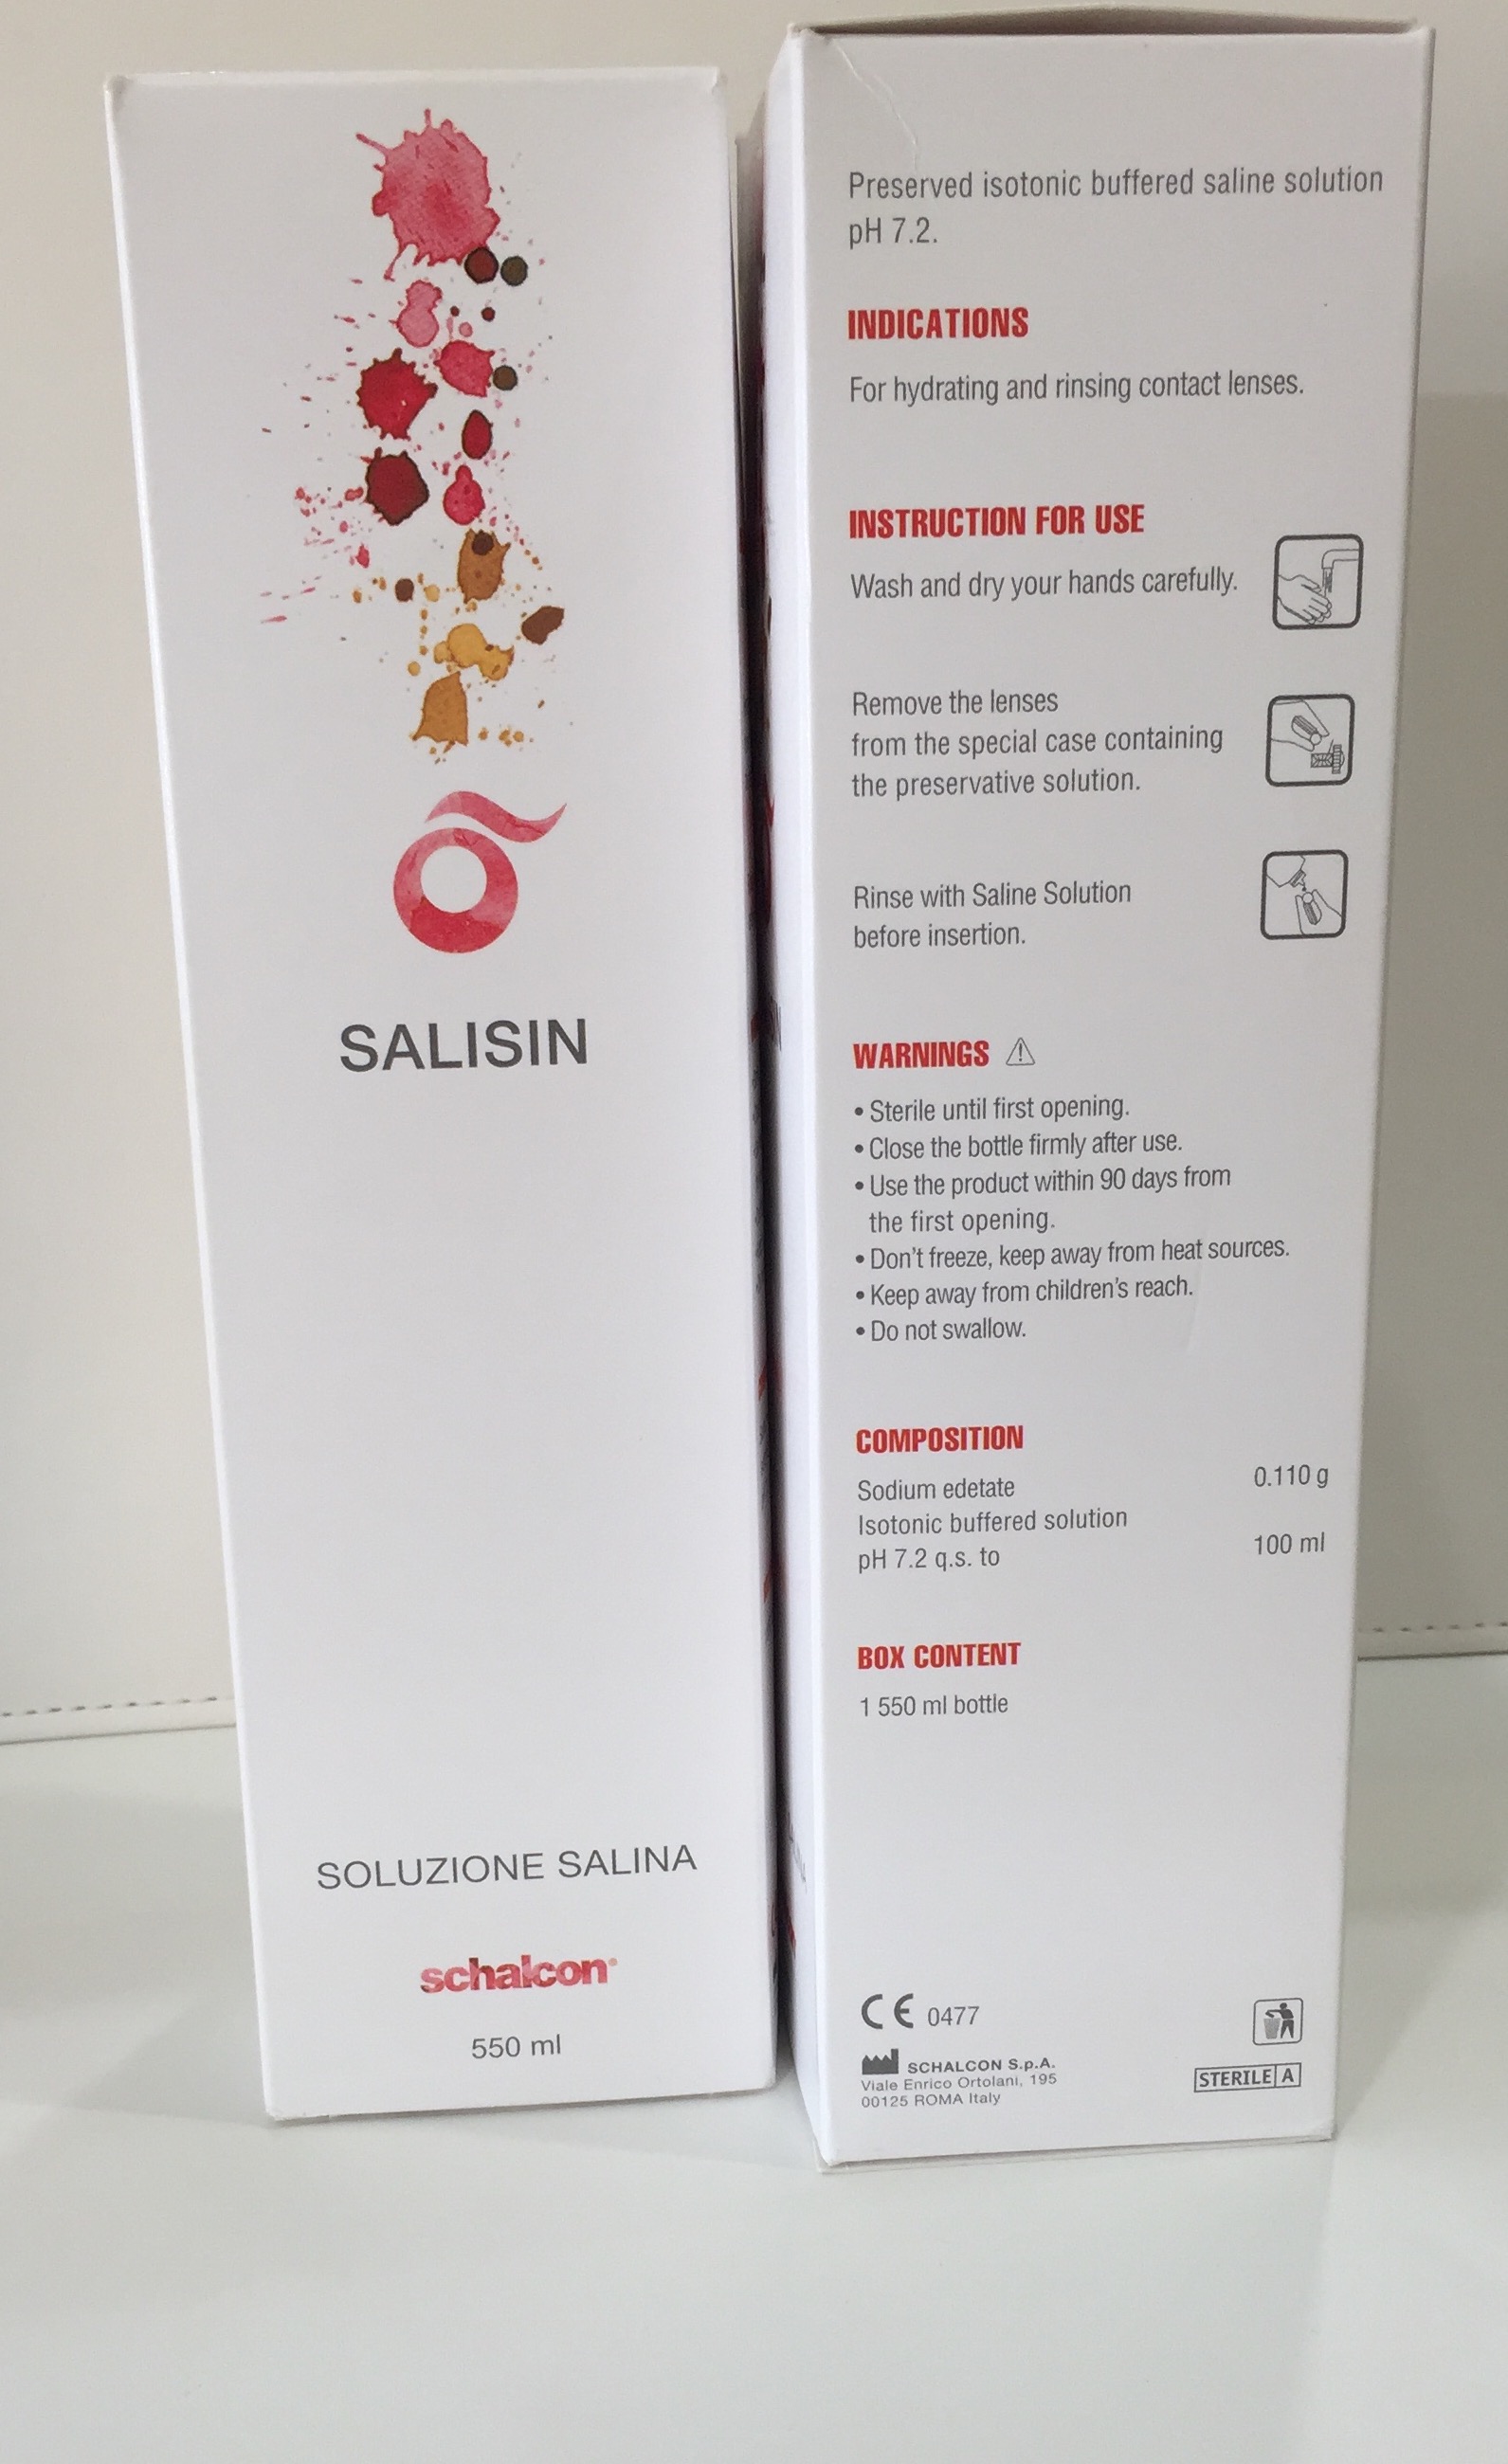 SALISIN
SOLUZIONE SALINA
schalcon
550 ml
Preserved isotonic buffered saline solution
pH 7.2.
INDICATIONS
For hydrating and rinsing contact lenses.
INSTRUCTION FOR USE
Wash and dry your hands carefully.
Remove the lenses
from the special case containing
the preservative solution.
Rinse with Saline Solution
before insertion.
WARNINGS
• Sterile until first opening.
• Close the bottle firmly after use.
• Use the product within 90 days from
the first opening.
• Don't freeze, keep away from heat sources.
• Keep away from children's reach.
• Do not swallow.
COMPOSITION
Sodium edetate 0.110 g
Isotonic buffered solution
pH 7.2 q.s. to 100 ml
BOX CONTENT
1 550 ml bottle
CE 0477
SCHALCON S.p.A.
Viale Enrico Ortolani, 195
00125 ROMA Italy
STERILE A